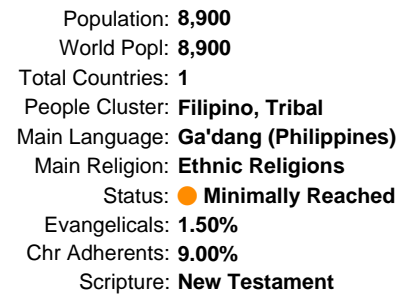 Population: 8,900
World Popl: 8,900
Total Countries: 1
People Cluster: Filipino, Tribal
Main Language: Ga'dang (Philippines)
Main Religion: Ethnic Religions
Status: Minimally Reached
Evangelicals: 1.50%
Chr Adherents: 9.00%
Scripture: New Testament